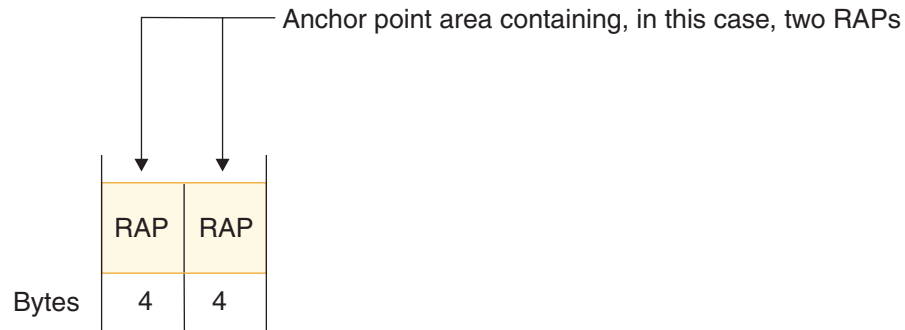 Anchor point area containing, in this case, two RAPs
RAP RAP
Bytes 4 4